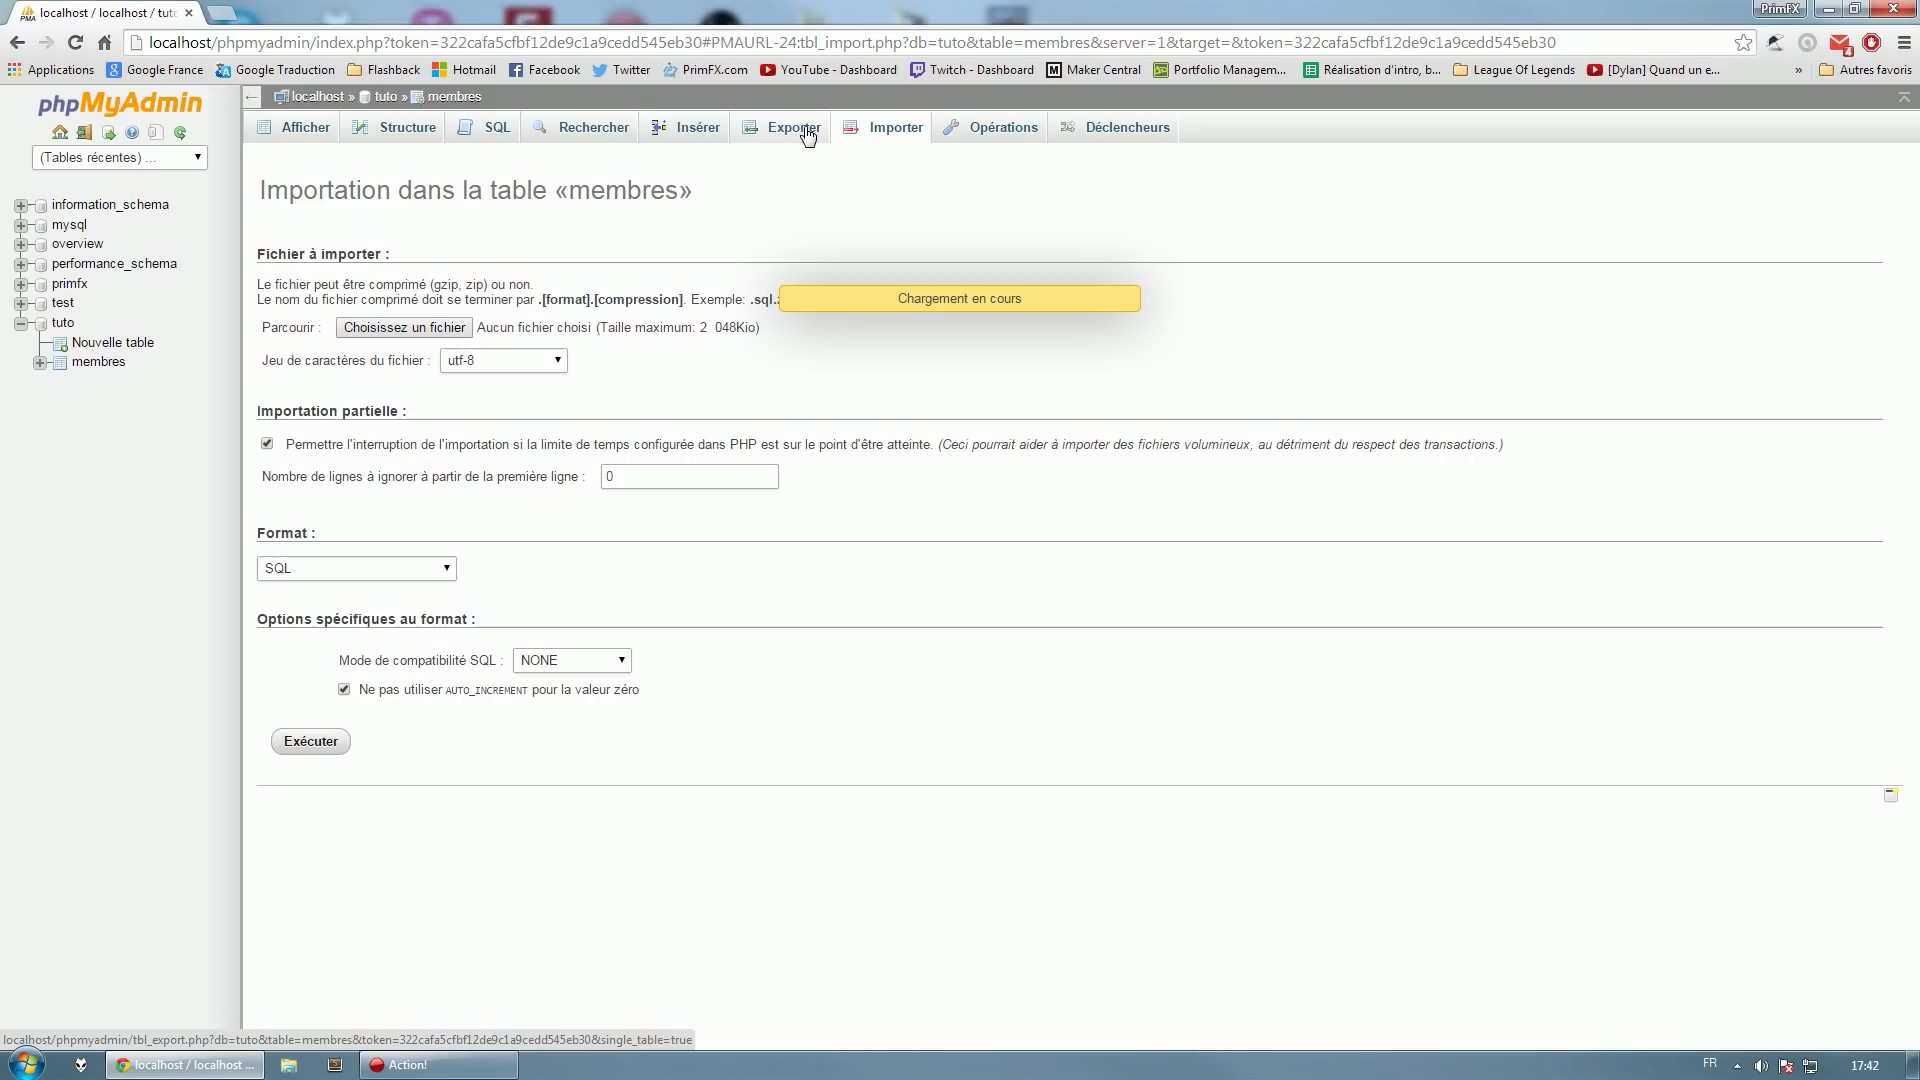 localhost / localhost / tuto
PrimFX
localhost/phpmyadmin/index.php?token=322cafa5cfbf12de9c1a9cedd545eb30#PMAURL-24:tbl_import.php?db=tuto&table=membres&server=1&target=&token=322cafa5cfbf12de9c1a9cedd545eb30
4
Applications Google France Google Traduction Flashback Hotmail Facebook Twitter PrimFX.com YouTube - Dashboard Twitch - Dashboard Maker Central Portfolio Managem... Réalisation d'intro, b... League Of Legends [Dylan] Quand un e... » Autres favoris
phpMyAdmin
(Tables récentes) ...
information_schema
mysql
overview
performance_schema
primfx
test
tuto
Nouvelle table
membres
localhost » tuto » membres
Afficher Structure SQL Rechercher Insérer Exporter Importer Opérations Déclencheurs
Importation dans la table «membres»
Fichier à importer :
Le fichier peut être comprimé (gzip, zip) ou non.
Le nom du fichier comprimé doit se terminer par .[format].[compression]. Exemple: .sql.z
Chargement en cours
Parcourir : Choisissez un fichier Aucun fichier choisi (Taille maximum: 2 048Kio)
Jeu de caractères du fichier : utf-8
Importation partielle :
Permettre l'interruption de l'importation si la limite de temps configurée dans PHP est sur le point d'être atteinte. (Ceci pourrait aider à importer des fichiers volumineux, au détriment du respect des transactions.)
Nombre de lignes à ignorer à partir de la première ligne : 0
Format :
SQL
Options spécifiques au format :
Mode de compatibilité SQL : NONE
Ne pas utiliser AUTO_INCREMENT pour la valeur zéro
Exécuter
localhost/phpmyadmin/tbl_export.php?db=tuto&table=membres&token=322cafa5cfbf12de9c1a9cedd545eb30&single_table=true
localhost / localhost ... Action! FR 17:42